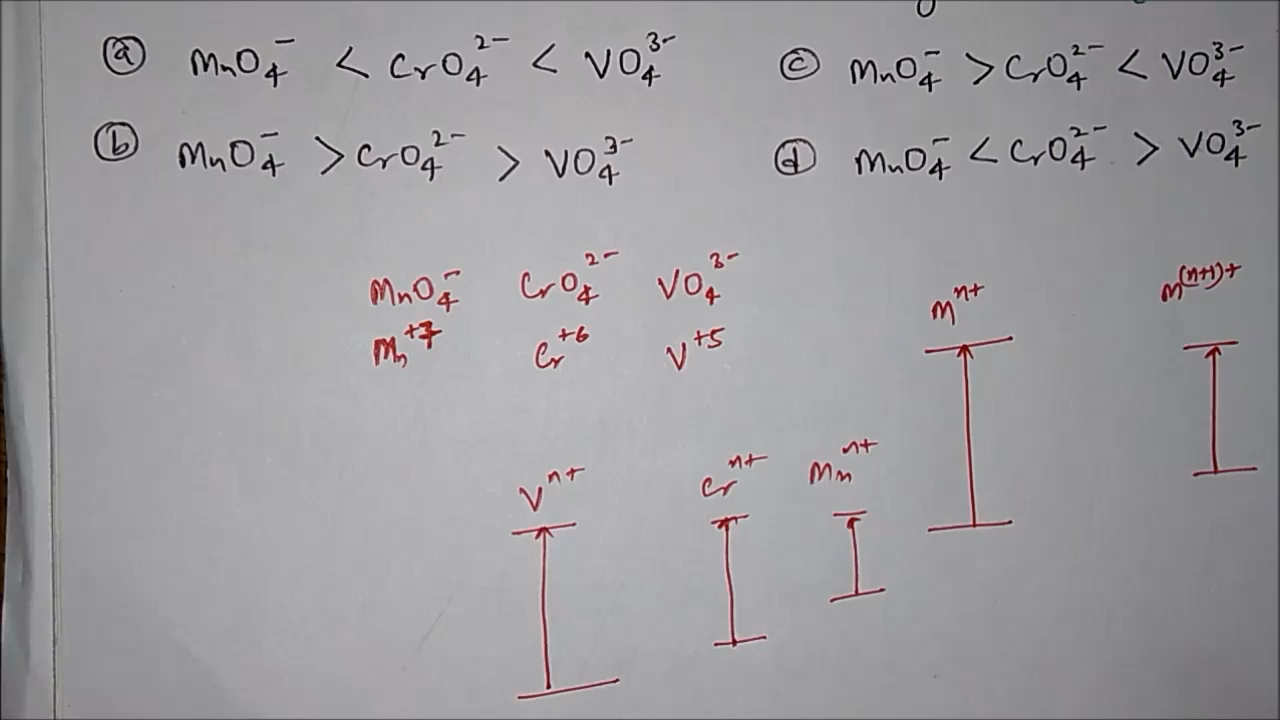 ⓐ MnO₄⁻ < CrO₄²⁻ < VO₄³⁻
ⓒ MnO₄⁻ > CrO₄²⁻ < VO₄³⁻
ⓑ MnO₄⁻ > CrO₄²⁻ > VO₄³⁻
ⓓ MnO₄⁻ < CrO₄²⁻ > VO₄³⁻
MnO₄⁻ CrO₄²⁻ VO₄³⁻
Mn⁺⁷ Cr⁺⁶ V⁺⁵
Mⁿ⁺ M⁽ⁿ⁺¹⁾⁺
Vⁿ⁺ Crⁿ⁺ Mnⁿ⁺